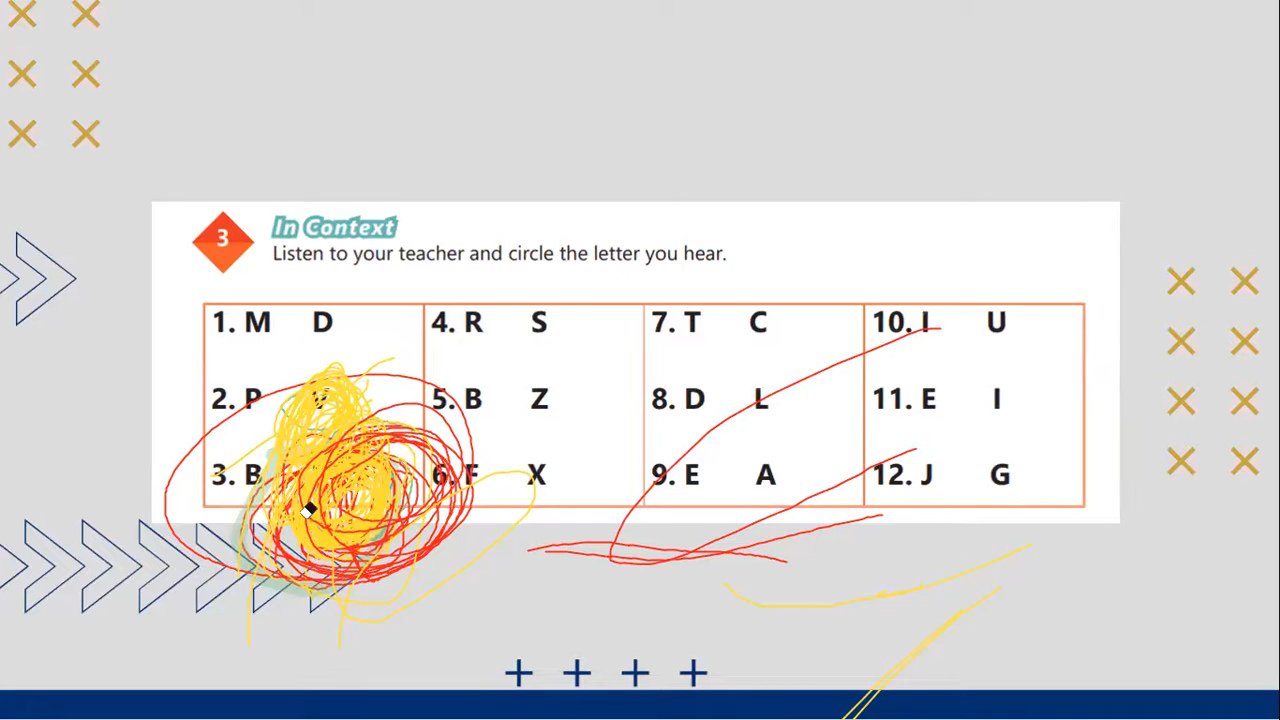 3
In Context
Listen to your teacher and circle the letter you hear.
1. M D
4. R S
7. T C
10. I U
2. P
5. B Z
8. D L
11. E I
3. B
6. F X
9. E A
12. J G